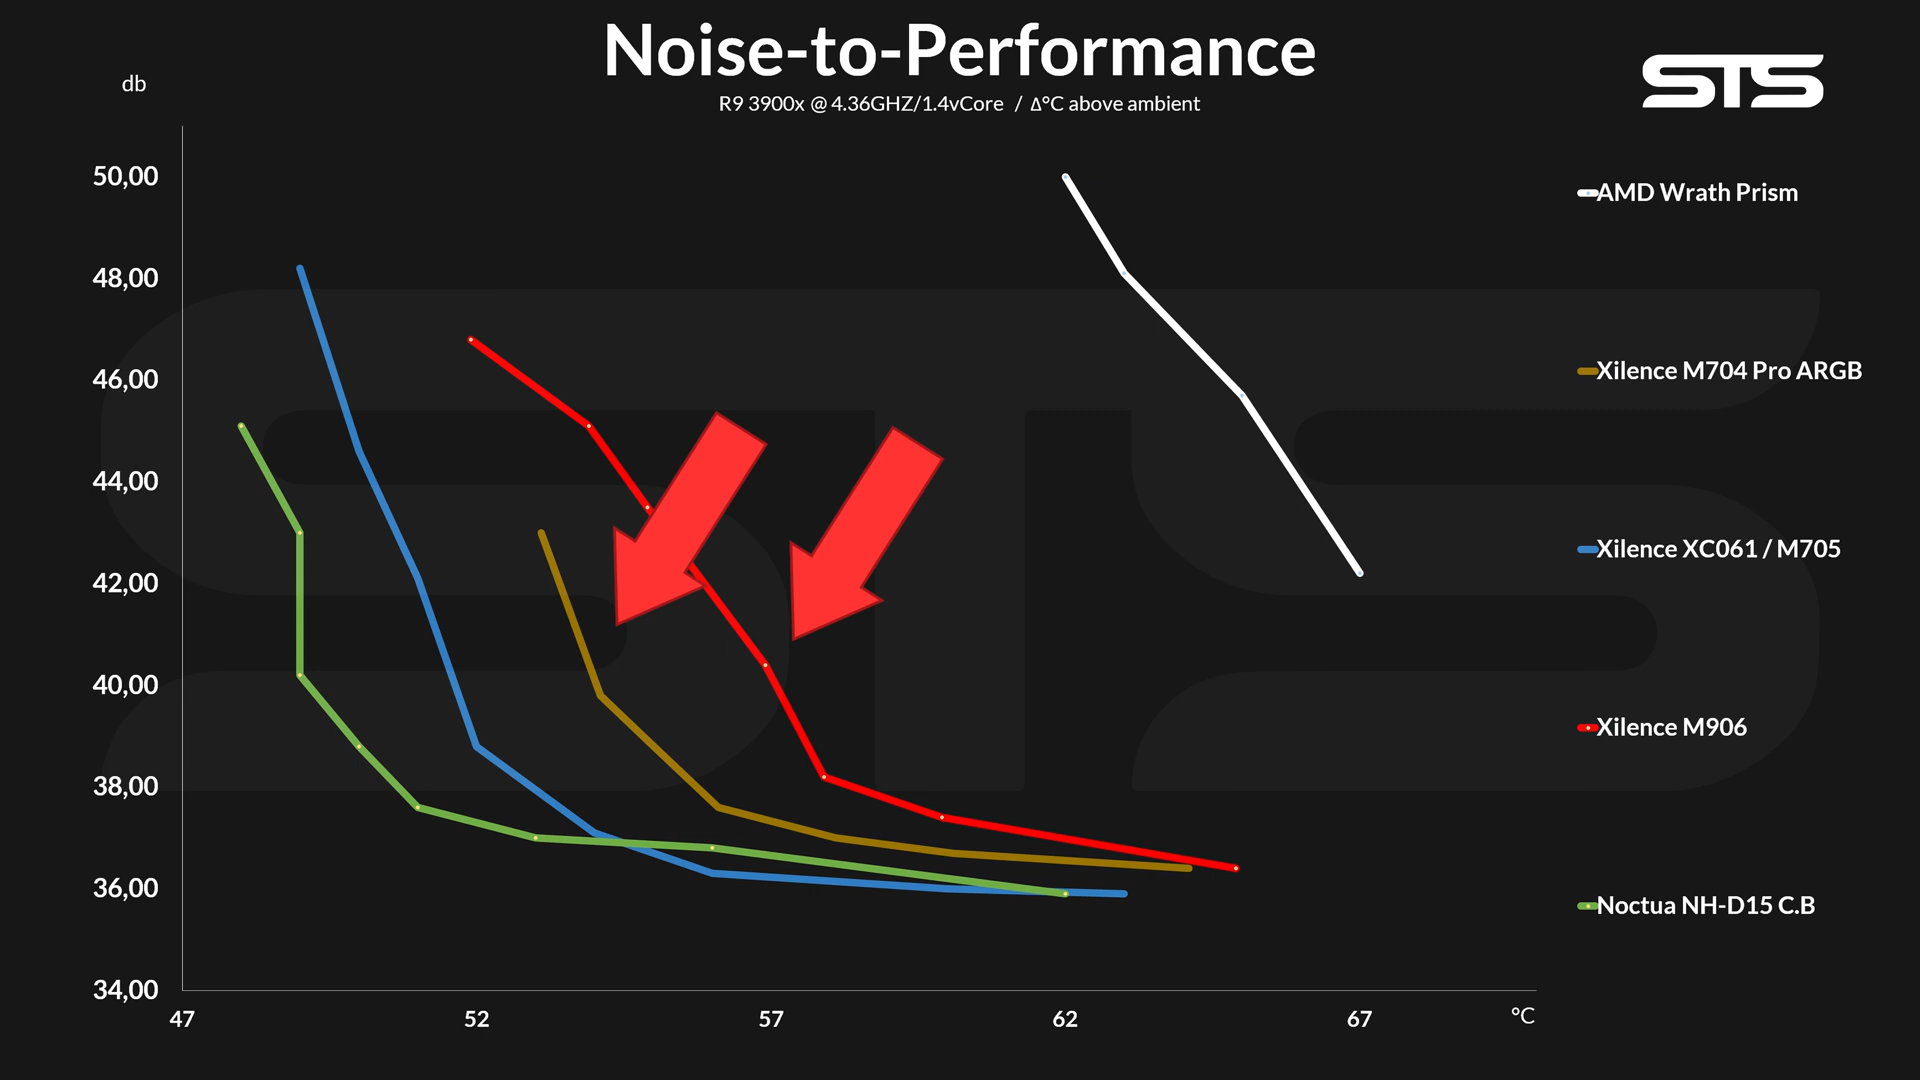 Noise-to-Performance
STS
db
R9 3900x @ 4.36GHZ/1.4vCore / Δ°C above ambient
50,00
AMD Wrath Prism
48,00
46,00
Xilence M704 Pro ARGB
44,00
Xilence XC061 / M705
42,00
40,00
Xilence M906
38,00
36,00
Noctua NH-D15 C.B
34,00
47 52 57 62 67 °C